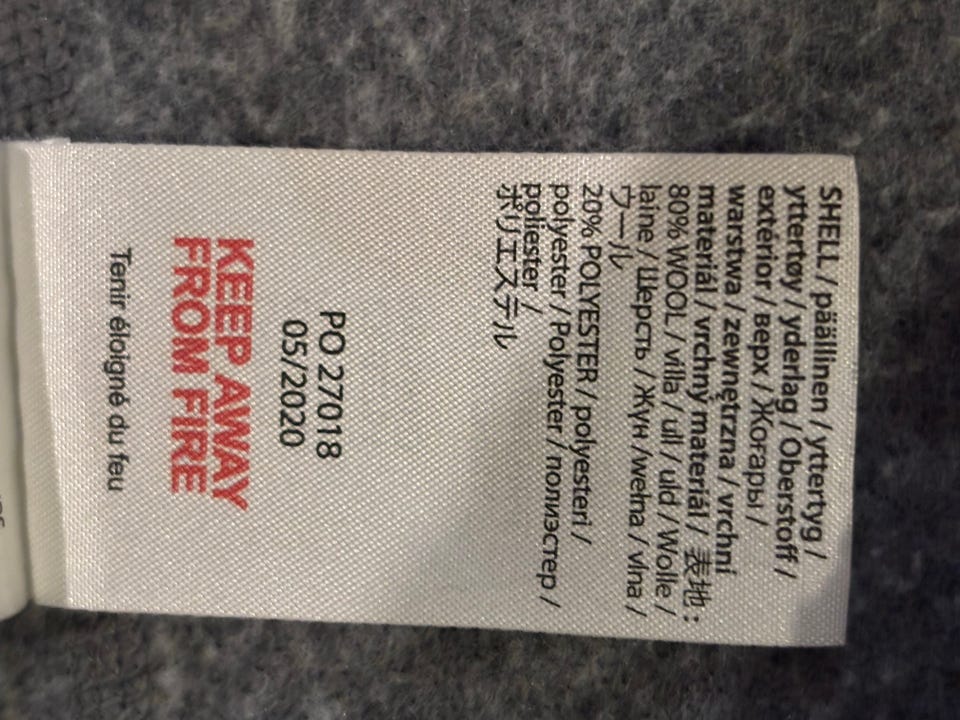 SHELL / päällinen / yttertyg /
yttertøy / yderlag / Oberstoff /
extérior / верх / Жоғары /
warstwa / zewnętrzna / vrchní
materiál / vrchný materiál / 表地 :
80% WOOL / villa / ull / uld / Wolle /
laine / Шерсть / Жүн /wełna / vlna /
ウール
20% POLYESTER / polyesteri /
polyester / Polyester / полиэстер /
poliester /
ポリエステル
PO 27018
05/2020
KEEP AWAY
FROM FIRE
Tenir éloigné du feu